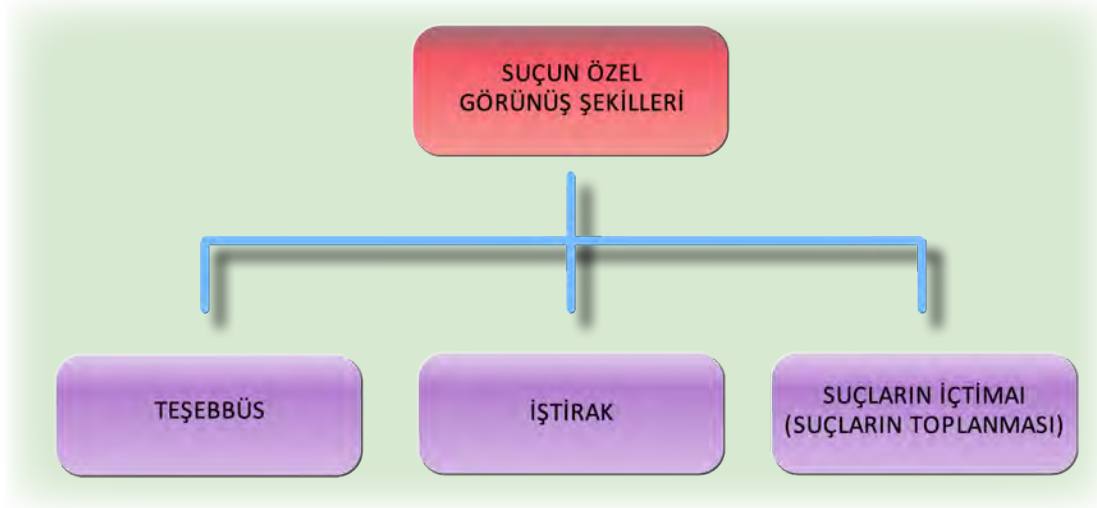 SUÇUN ÖZEL
GÖRÜNÜŞ ŞEKİLLERİ
TEŞEBBÜS
İŞTİRAK
SUÇLARIN İÇTİMAI
(SUÇLARIN TOPLANMASI)